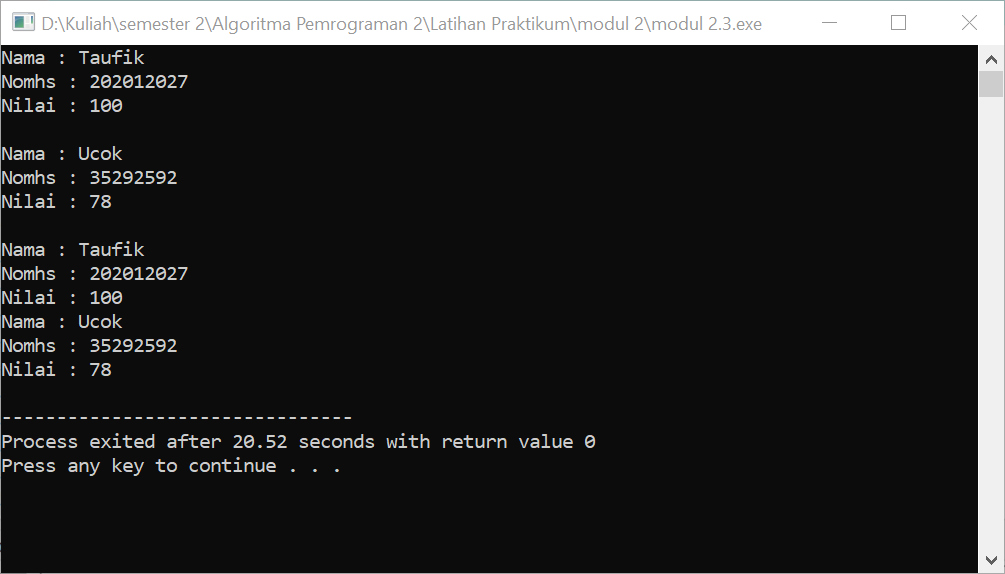 D:\Kuliah\semester 2\Algoritma Pemrograman 2\Latihan Praktikum\modul 2\modul 2.3.exe
Nama : Taufik
Nomhs : 202012027
Nilai : 100
Nama : Ucok
Nomhs : 35292592
Nilai : 78
Nama : Taufik
Nomhs : 202012027
Nilai : 100
Nama : Ucok
Nomhs : 35292592
Nilai : 78
--------------------------------
Process exited after 20.52 seconds with return value 0
Press any key to continue . . .